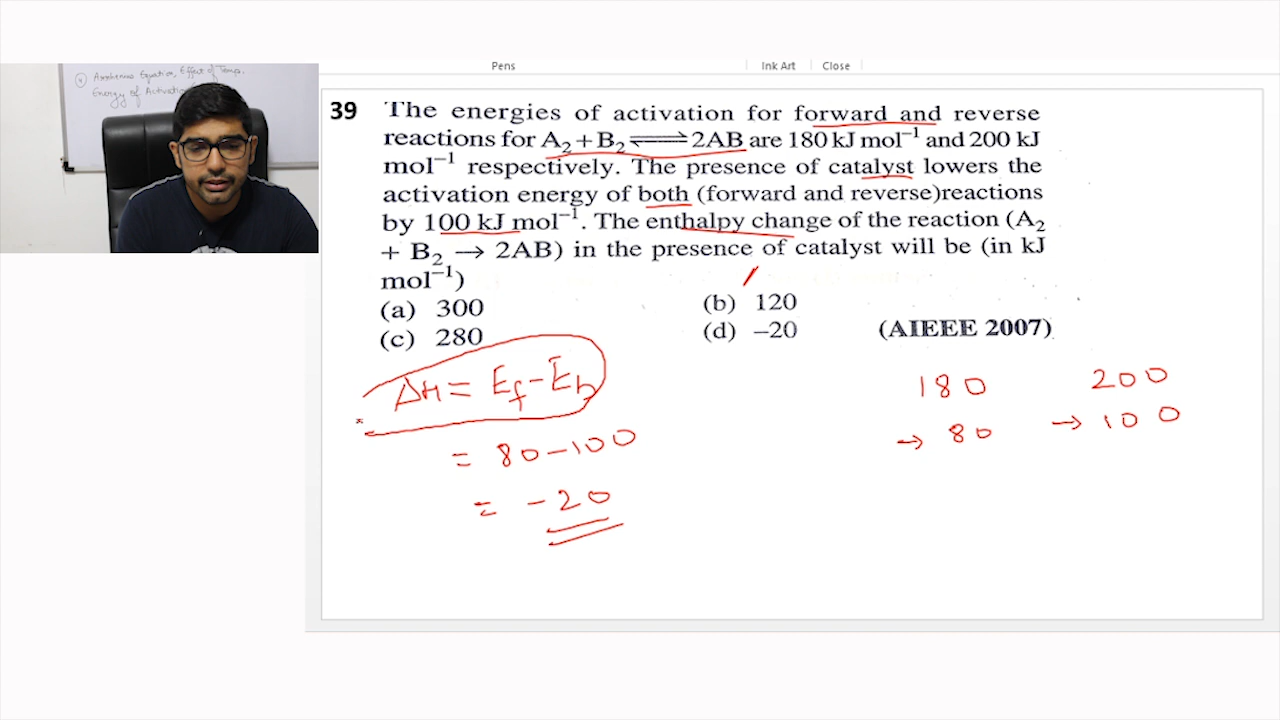 Pens Ink Art Close
Arrhenius Equation, Effect of Temp.
Energy of Activation
39 The energies of activation for forward and reverse
reactions for A₂ + B₂ ⇌ 2AB are 180 kJ mol⁻¹ and 200 kJ
mol⁻¹ respectively. The presence of catalyst lowers the
activation energy of both (forward and reverse)reactions
by 100 kJ mol⁻¹. The enthalpy change of the reaction (A₂
+ B₂ → 2AB) in the presence of catalyst will be (in kJ
mol⁻¹)
(a) 300 (b) 120
(c) 280 (d) –20 (AIEEE 2007)
ΔH = Ef - Eb
= 80 - 100
= - 20
180 200
→ 80 → 100